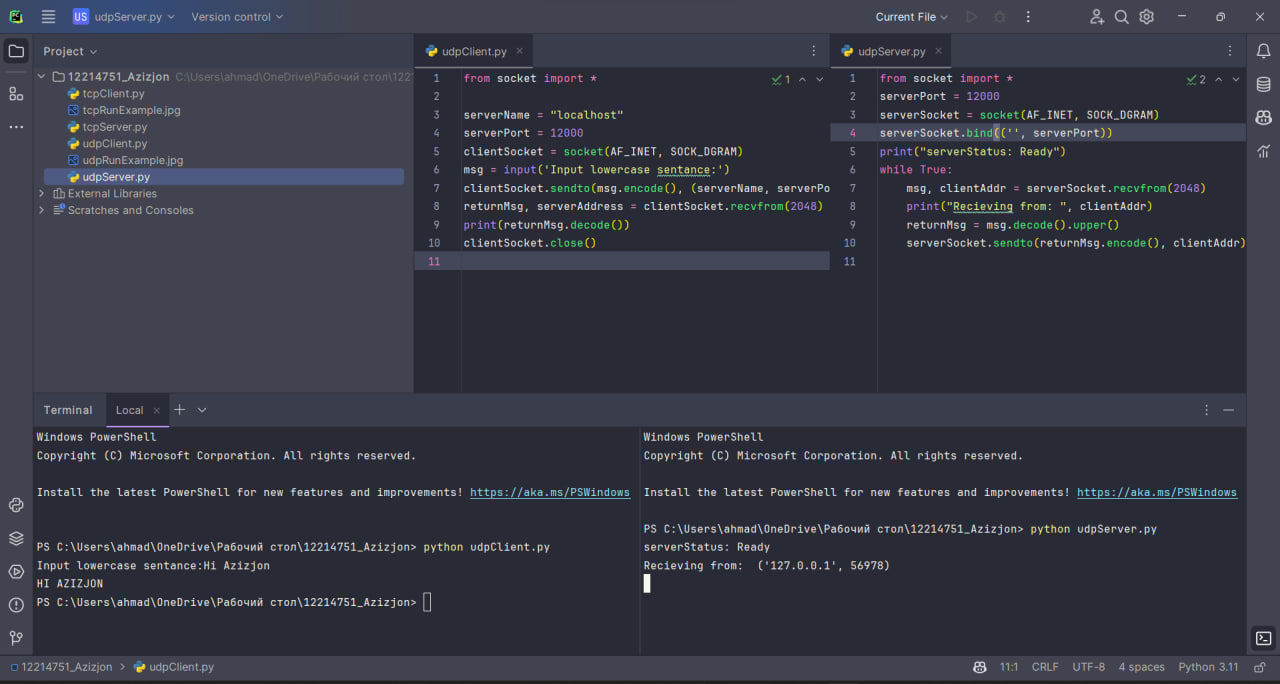 US udpServer.py Version control Current File
Project
12214751_Azizjon C:\Users\ahmad\OneDrive\Рабочий стол\122
tcpClient.py
tcpRunExample.jpg
tcpServer.py
udpClient.py
udpRunExample.jpg
udpServer.py
External Libraries
Scratches and Consoles
udpClient.py
1 from socket import *
1
2
3 serverName = "localhost"
4 serverPort = 12000
5 clientSocket = socket(AF_INET, SOCK_DGRAM)
6 msg = input('Input lowercase sentance:')
7 clientSocket.sendto(msg.encode(), (serverName, serverPo
8 returnMsg, serverAddress = clientSocket.recvfrom(2048)
9 print(returnMsg.decode())
10 clientSocket.close()
11
udpServer.py
1 from socket import *
2
2 serverPort = 12000
3 serverSocket = socket(AF_INET, SOCK_DGRAM)
4 serverSocket.bind(('', serverPort))
5 print("serverStatus: Ready")
6 while True:
7 msg, clientAddr = serverSocket.recvfrom(2048)
8 print("Recieving from: ", clientAddr)
9 returnMsg = msg.decode().upper()
10 serverSocket.sendto(returnMsg.encode(), clientAddr)
11
Terminal Local
Windows PowerShell
Copyright (C) Microsoft Corporation. All rights reserved.
Install the latest PowerShell for new features and improvements! https://aka.ms/PSWindows
PS C:\Users\ahmad\OneDrive\Рабочий стол\12214751_Azizjon> python udpClient.py
Input lowercase sentance:Hi Azizjon
HI AZIZJON
PS C:\Users\ahmad\OneDrive\Рабочий стол\12214751_Azizjon>
Windows PowerShell
Copyright (C) Microsoft Corporation. All rights reserved.
Install the latest PowerShell for new features and improvements! https://aka.ms/PSWindows
PS C:\Users\ahmad\OneDrive\Рабочий стол\12214751_Azizjon> python udpServer.py
serverStatus: Ready
Recieving from:  ('127.0.0.1', 56978)
12214751_Azizjon > udpClient.py 11:1 CRLF UTF-8 4 spaces Python 3.11